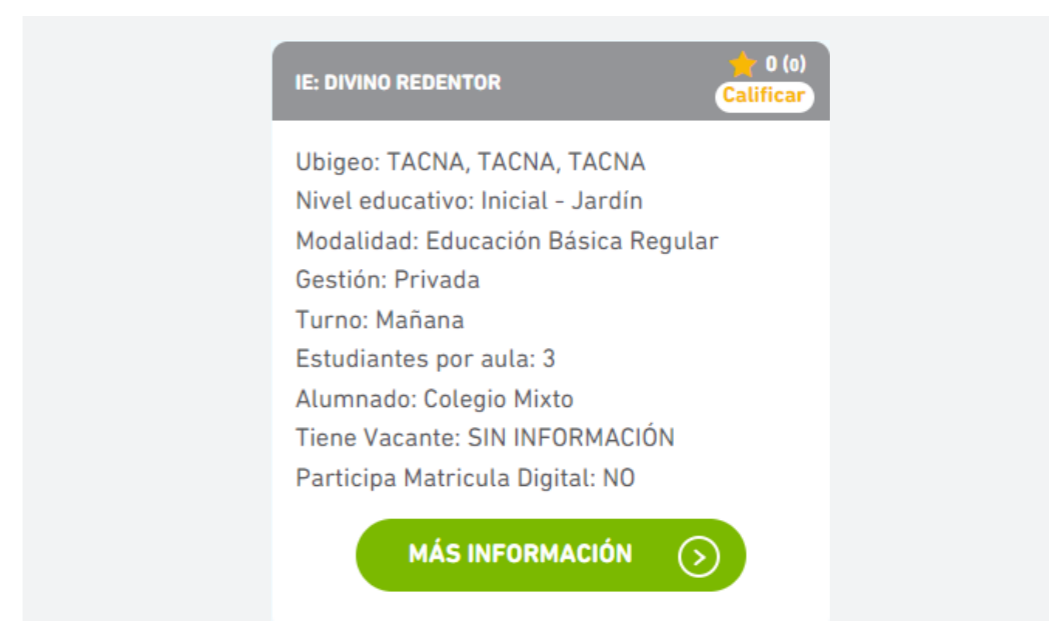 IE: DIVINO REDENTOR
0 (0)
Calificar
Ubigeo: TACNA, TACNA, TACNA
Nivel educativo: Inicial - Jardín
Modalidad: Educación Básica Regular
Gestión: Privada
Turno: Mañana
Estudiantes por aula: 3
Alumnado: Colegio Mixto
Tiene Vacante: SIN INFORMACIÓN
Participa Matricula Digital: NO
MÁS INFORMACIÓN